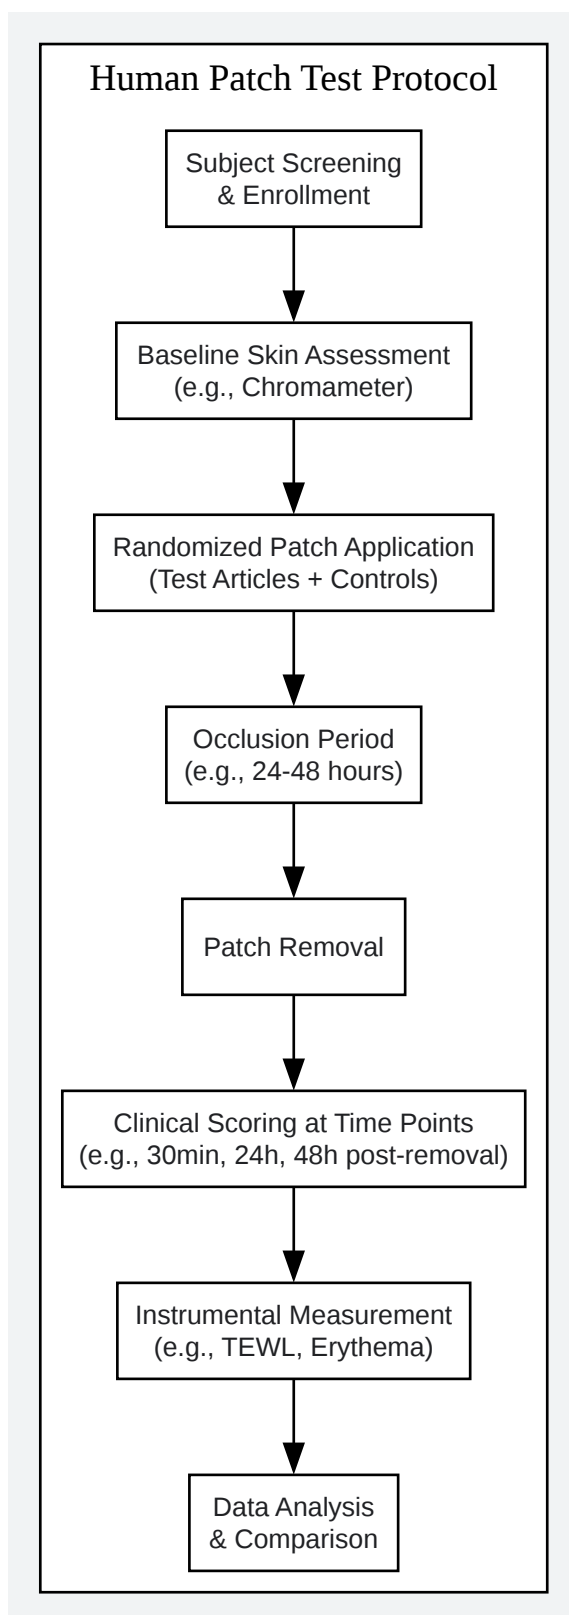 Human Patch Test Protocol
Subject Screening
& Enrollment
Baseline Skin Assessment
(e.g., Chromameter)
Randomized Patch Application
(Test Articles + Controls)
Occlusion Period
(e.g., 24-48 hours)
Patch Removal
Clinical Scoring at Time Points
(e.g., 30min, 24h, 48h post-removal)
Instrumental Measurement
(e.g., TEWL, Erythema)
Data Analysis
& Comparison